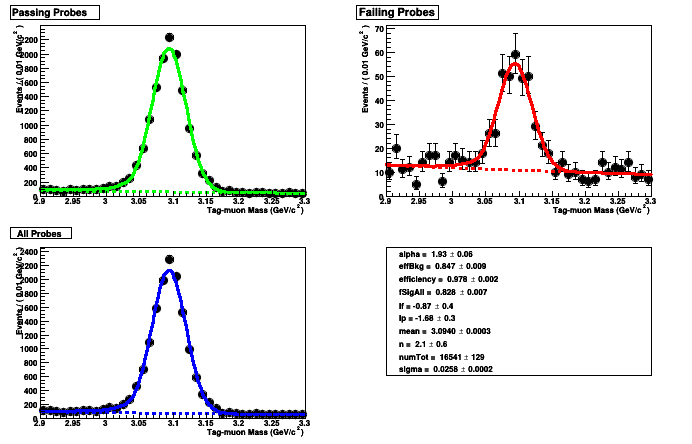 Passing Probes
Events / ( 0.01 GeV/c² )
2200
2000
1800
1600
1400
1200
1000
800
600
400
200
0
2.9 2.95 3 3.05 3.1 3.15 3.2 3.25 3.3
Tag-muon Mass (GeV/c²)
Failing Probes
Events / ( 0.01 GeV/c² )
70
60
50
40
30
20
10
0
2.9 2.95 3 3.05 3.1 3.15 3.2 3.25 3.3
Tag-muon Mass (GeV/c²)
All Probes
Events / ( 0.01 GeV/c² )
2400
2200
2000
1800
1600
1400
1200
1000
800
600
400
200
0
2.9 2.95 3 3.05 3.1 3.15 3.2 3.25 3.3
Tag-muon Mass (GeV/c²)
alpha = 1.93 ± 0.06
effBkg = 0.847 ± 0.009
efficiency = 0.978 ± 0.002
fSigAll = 0.828 ± 0.007
lf = -0.87 ± 0.4
lp = -1.68 ± 0.3
mean = 3.0940 ± 0.0003
n = 2.1 ± 0.6
numTot = 16541 ± 129
sigma = 0.0258 ± 0.0002